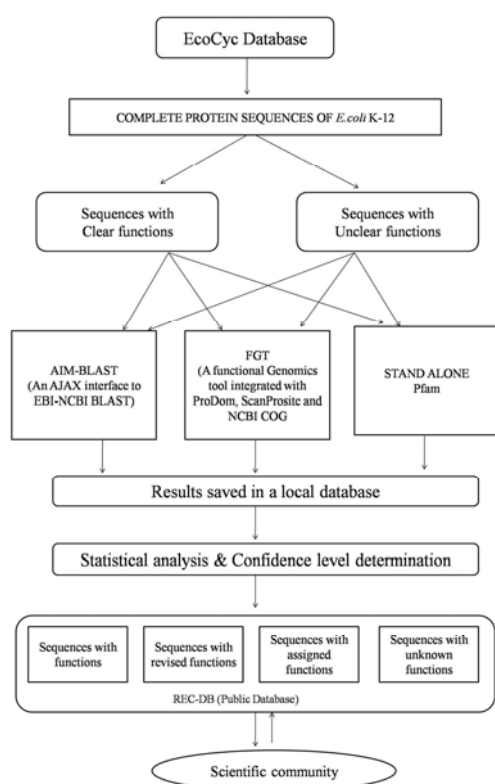 EcoCyc Database
COMPLETE PROTEIN SEQUENCES OF E.coli K-12
Sequences with
Clear functions
Sequences with
Unclear functions
AIM-BLAST
(An AJAX interface to
EBI-NCBI BLAST)
FGT
(A functional Genomics
tool integrated with
ProDom, ScanProsite and
NCBI COG
STAND ALONE
Pfam
Results saved in a local database
Statistical analysis & Confidence level determination
Sequences with
functions
Sequences with
revised functions
Sequences with
assigned
functions
Sequences with
unknown
functions
REC-DB (Public Database)
Scientific community